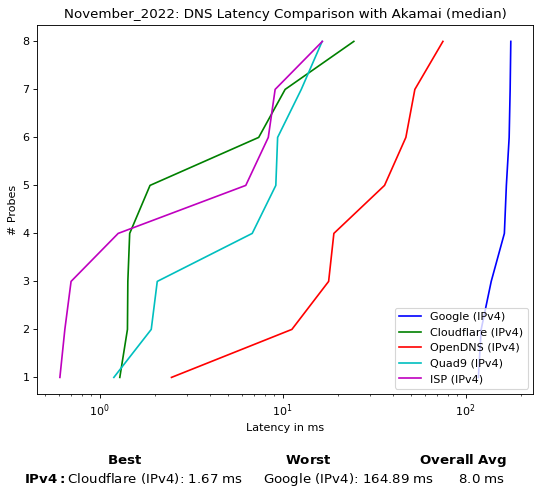 November_2022: DNS Latency Comparison with Akamai (median)
8
7
6
5
4
3
2
1
# Probes
10⁰
10¹
10²
Latency in ms
Google (IPv4)
Cloudflare (IPv4)
OpenDNS (IPv4)
Quad9 (IPv4)
ISP (IPv4)
Best Worst Overall Avg
IPv4: Cloudflare (IPv4): 1.67 ms Google (IPv4): 164.89 ms 8.0 ms